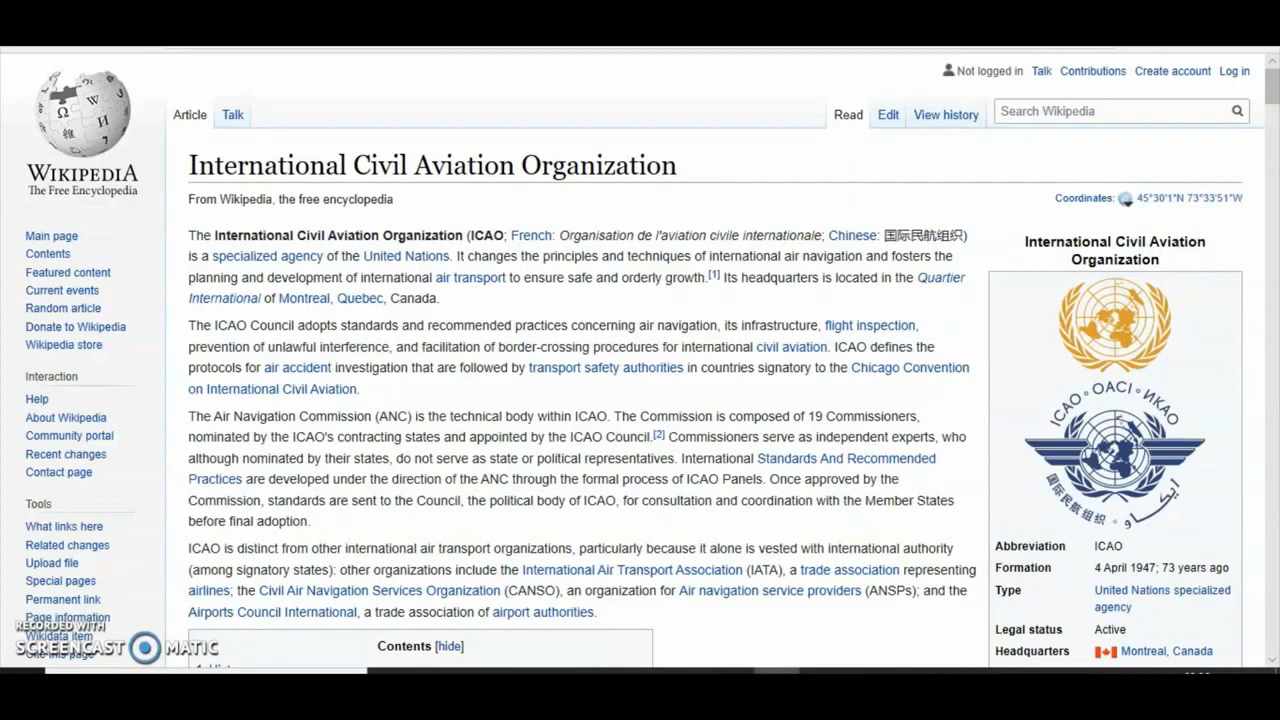 Not logged in Talk Contributions Create account Log in
Article Talk Read Edit View history Search Wikipedia
WIKIPEDIA
The Free Encyclopedia
Main page
Contents
Featured content
Current events
Random article
Donate to Wikipedia
Wikipedia store
Interaction
Help
About Wikipedia
Community portal
Recent changes
Contact page
Tools
What links here
Related changes
Upload file
Special pages
Permanent link
Page information
Wikidata item
Cite this page
RECORDED WITH
SCREENCAST MATIC
International Civil Aviation Organization
From Wikipedia, the free encyclopedia
Coordinates: 45°30′1″N 73°33′51″W
The International Civil Aviation Organization (ICAO; French: Organisation de l'aviation civile internationale; Chinese: 国际民航组织)
is a specialized agency of the United Nations. It changes the principles and techniques of international air navigation and fosters the
planning and development of international air transport to ensure safe and orderly growth.[1] Its headquarters is located in the Quartier
International of Montreal, Quebec, Canada.
The ICAO Council adopts standards and recommended practices concerning air navigation, its infrastructure, flight inspection,
prevention of unlawful interference, and facilitation of border-crossing procedures for international civil aviation. ICAO defines the
protocols for air accident investigation that are followed by transport safety authorities in countries signatory to the Chicago Convention
on International Civil Aviation.
The Air Navigation Commission (ANC) is the technical body within ICAO. The Commission is composed of 19 Commissioners,
nominated by the ICAO's contracting states and appointed by the ICAO Council.[2] Commissioners serve as independent experts, who
although nominated by their states, do not serve as state or political representatives. International Standards And Recommended
Practices are developed under the direction of the ANC through the formal process of ICAO Panels. Once approved by the
Commission, standards are sent to the Council, the political body of ICAO, for consultation and coordination with the Member States
before final adoption.
ICAO is distinct from other international air transport organizations, particularly because it alone is vested with international authority
(among signatory states): other organizations include the International Air Transport Association (IATA), a trade association representing
airlines; the Civil Air Navigation Services Organization (CANSO), an organization for Air navigation service providers (ANSPs); and the
Airports Council International, a trade association of airport authorities.
Contents [hide]
International Civil Aviation
Organization
ICAO · OACI · ИКАО
国际民航组织 · إيكاو
Abbreviation ICAO
Formation 4 April 1947; 73 years ago
Type United Nations specialized
agency
Legal status Active
Headquarters Montreal, Canada